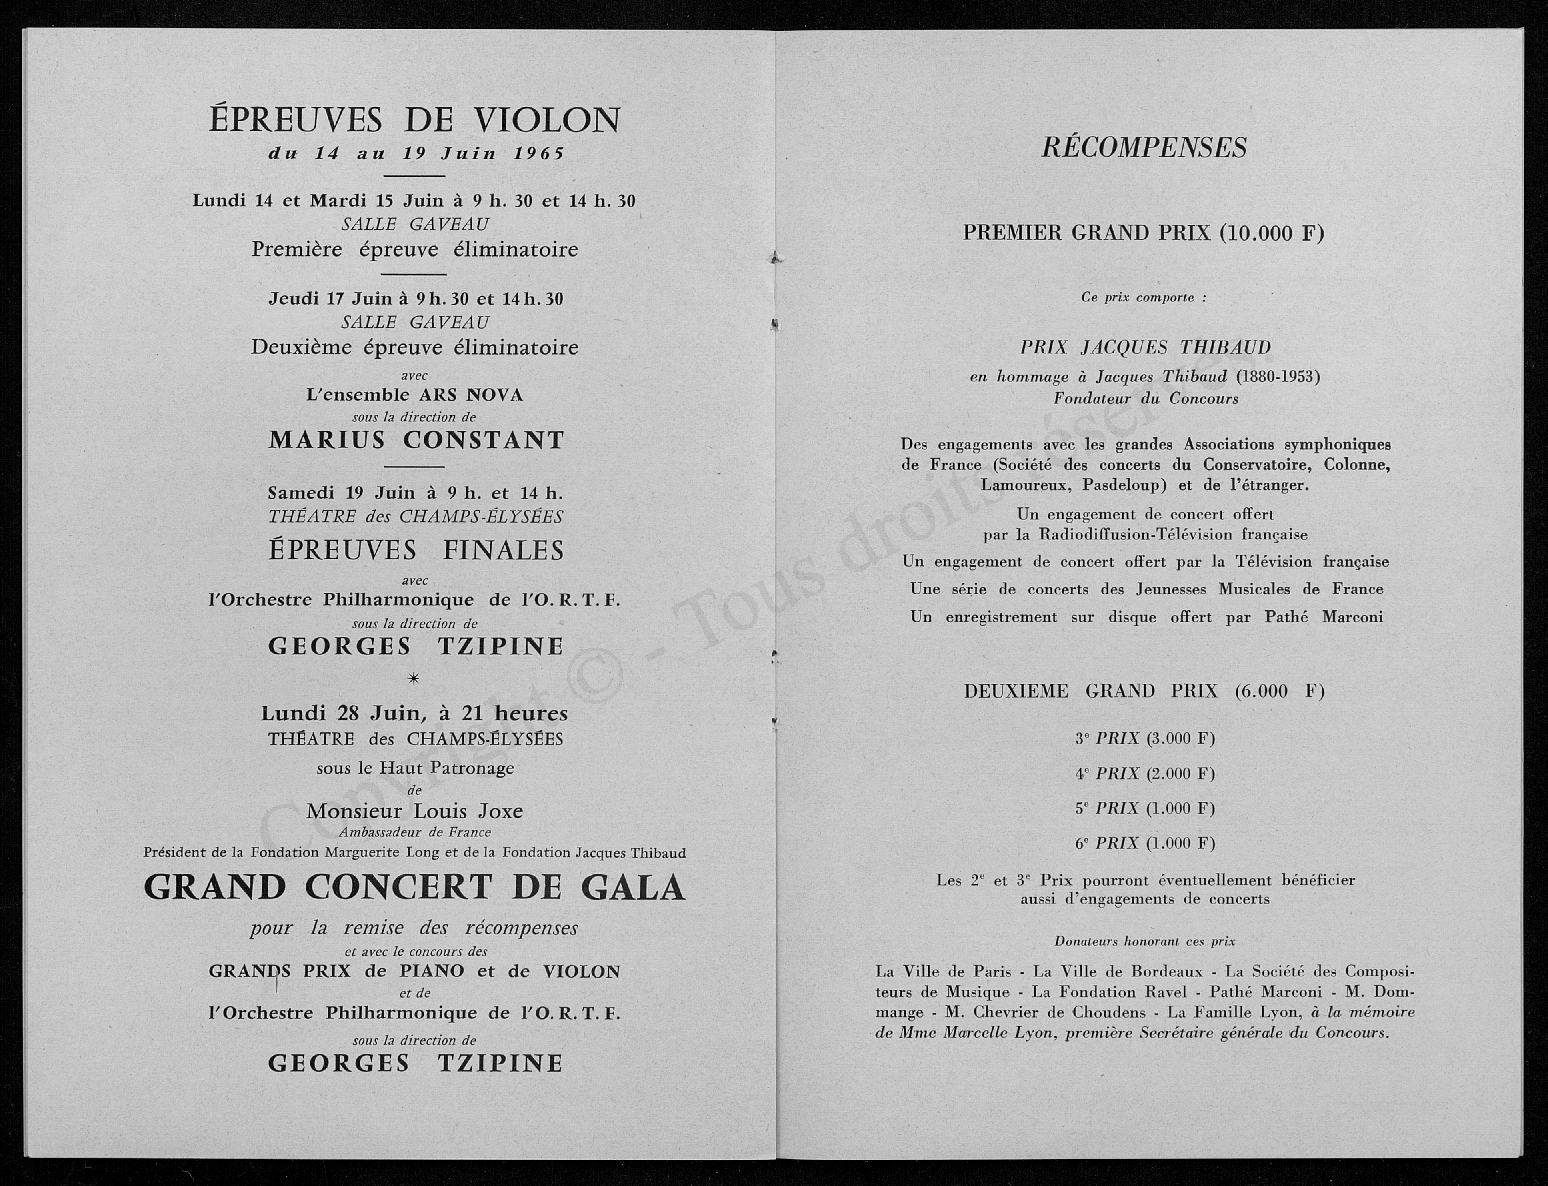 ÉPREUVES DE VIOLON
du 14 au 19 Juin 1965
Lundi 14 et Mardi 15 Juin à 9 h. 30 et 14 h. 30
SALLE GAVEAU
Première épreuve éliminatoire
Jeudi 17 Juin à 9 h. 30 et 14 h. 30
SALLE GAVEAU
Deuxième épreuve éliminatoire
avec
L'ensemble ARS NOVA
sous la direction de
MARIUS CONSTANT
Samedi 19 Juin à 9 h. et 14 h.
THÉATRE des CHAMPS-ÉLYSÉES
ÉPREUVES FINALES
avec
l'Orchestre Philharmonique de l'O. R. T. F.
sous la direction de
GEORGES TZIPINE
Lundi 28 Juin, à 21 heures
THÉATRE des CHAMPS-ÉLYSÉES
sous le Haut Patronage
de
Monsieur Louis Joxe
Ambassadeur de France
Président de la Fondation Marguerite Long et de la Fondation Jacques Thibaud
GRAND CONCERT DE GALA
pour la remise des récompenses
et avec le concours des
GRANDS PRIX de PIANO et de VIOLON
et de
l'Orchestre Philharmonique de l'O. R. T. F.
sous la direction de
GEORGES TZIPINE
RÉCOMPENSES
PREMIER GRAND PRIX (10.000 F)
Ce prix comporte :
PRIX JACQUES THIBAUD
en hommage à Jacques Thibaud (1880-1953)
Fondateur du Concours
Des engagements avec les grandes Associations symphoniques
de France (Société des concerts du Conservatoire, Colonne,
Lamoureux, Pasdeloup) et de l'étranger.
Un engagement de concert offert
par la Radiodiffusion-Télévision française
Un engagement de concert offert par la Télévision française
Une série de concerts des Jeunesses Musicales de France
Un enregistrement sur disque offert par Pathé Marconi
DEUXIEME GRAND PRIX (6.000 F)
3e PRIX (3.000 F)
4e PRIX (2.000 F)
5e PRIX (1.000 F)
6e PRIX (1.000 F)
Les 2e et 3e Prix pourront éventuellement bénéficier
aussi d'engagements de concerts
Donateurs honorant ces prix
La Ville de Paris - La Ville de Bordeaux - La Société des Composi-
teurs de Musique - La Fondation Ravel - Pathé Marconi - M. Dom-
mange - M. Chevrier de Choudens - La Famille Lyon, à la mémoire
de Mme Marcelle Lyon, première Secrétaire générale du Concours.
Copyright © - Tous droits réservés.